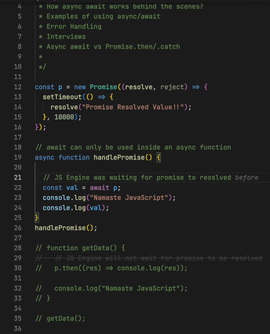 4 * How async await works behind the scenes?
5 * Examples of using async/await
6 * Error Handling
7 * Interviews
8 * Async await vs Promise.then/.catch
9 *
10 */
11
12 const p = new Promise((resolve, reject) => {
13 setTimeout(() => {
14 resolve("Promise Resolved Value!!");
15 }, 10000);
16 });
17
18 // await can only be used inside an async function
19 async function handlePromise() {
20
21 // JS Engine was waiting for promise to reoslved before
22 const val = await p;
23 console.log("Namaste JavaScript");
24 console.log(val);
25 }
26 handlePromise();
27
28 // function getData() {
29 // // JS Engine will not wait for promise to be resolved
30 // p.then((res) => console.log(res));
31
32 // console.log("Namaste JavaScript");
33 // }
34
35 // getData();
36